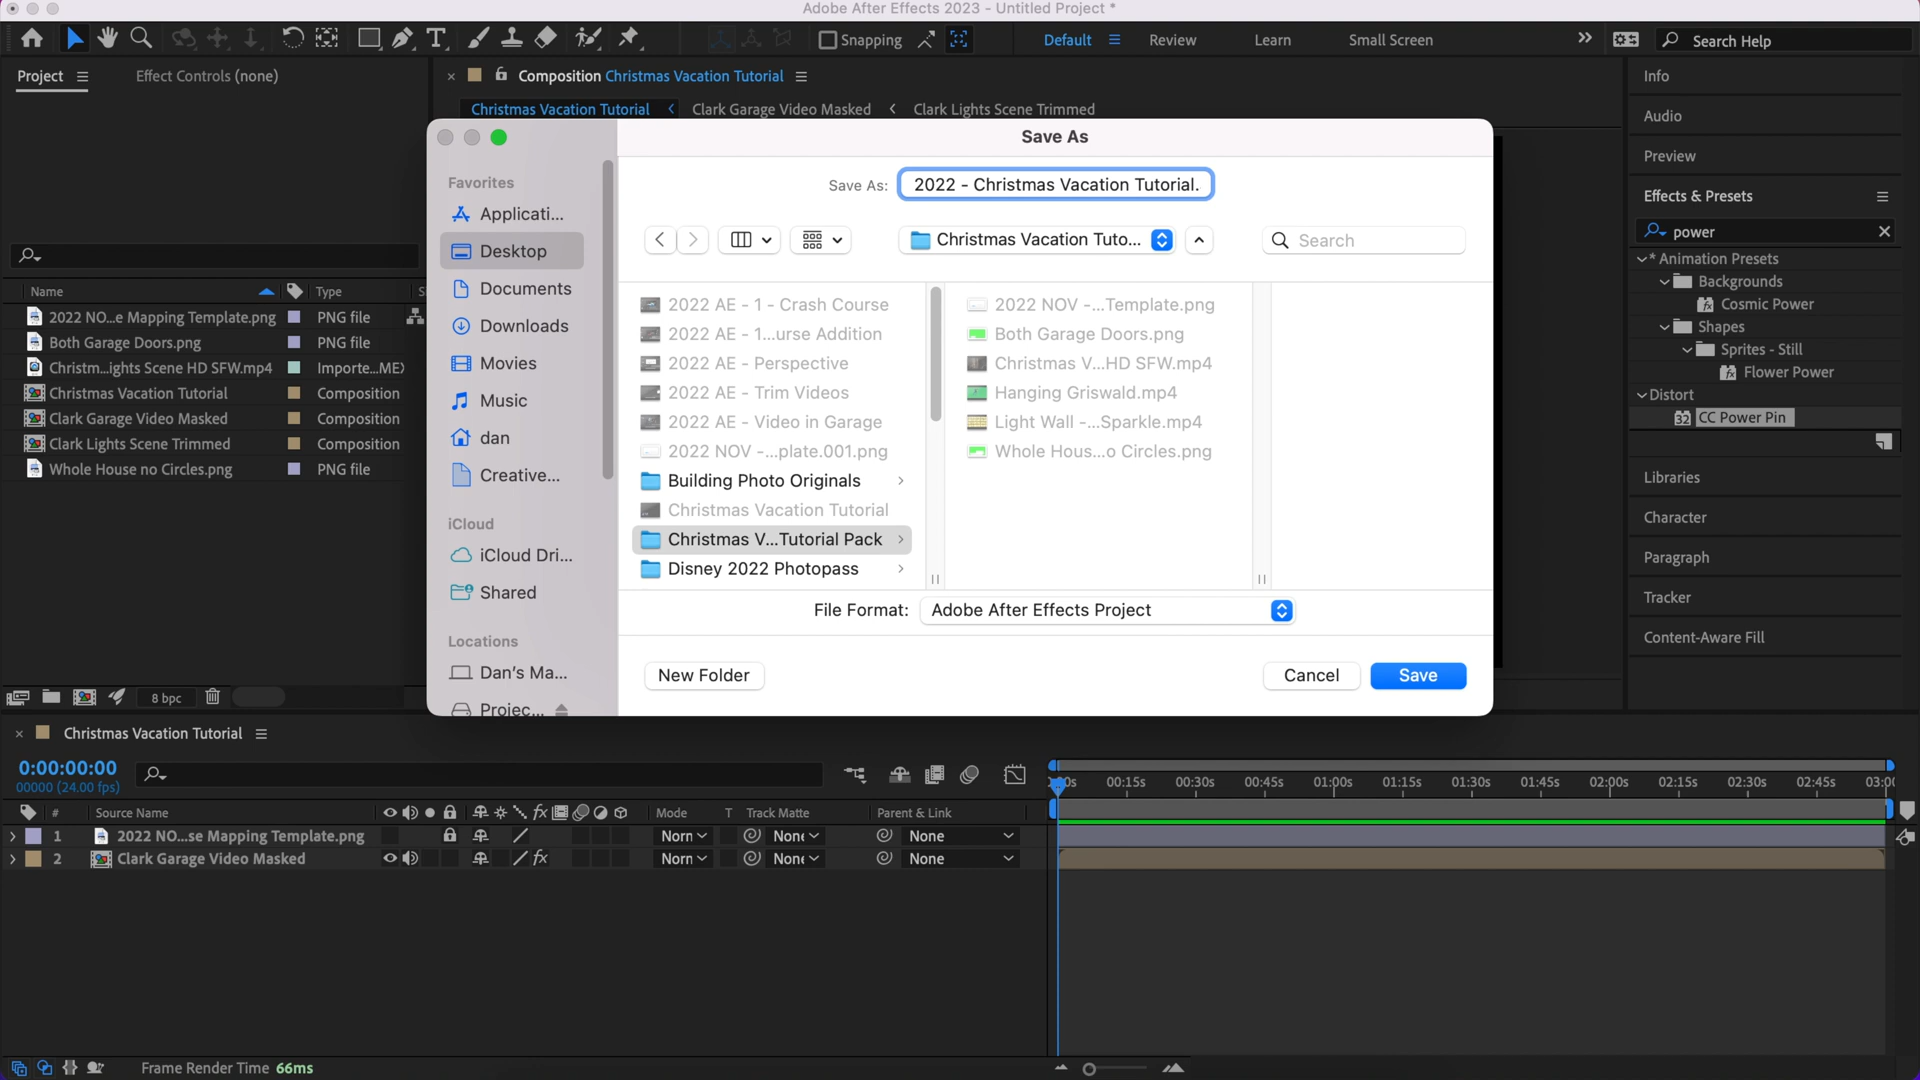 Adobe After Effects 2023 - Untitled Project *
Snapping
Default
Review
Learn
Small Screen
Search Help
Project
Effect Controls (none)
Composition Christmas Vacation Tutorial
Christmas Vacation Tutorial
Clark Garage Video Masked
Clark Lights Scene Trimmed
Name
Type
2022 NO...e Mapping Template.png PNG file
Both Garage Doors.png PNG file
Christm...ights Scene HD SFW.mp4 Importe...ME
Christmas Vacation Tutorial Composition
Clark Garage Video Masked Composition
Clark Lights Scene Trimmed Composition
Whole House no Circles.png PNG file
8 bpc
Save As
Save As: 2022 - Christmas Vacation Tutorial.
Christmas Vacation Tuto...
Search
Favorites
Applicati...
Desktop
Documents
Downloads
Movies
Music
dan
Creative...
iCloud
iCloud Dri...
Shared
Locations
Dan's Ma...
Projec...
2022 AE - 1 - Crash Course
2022 AE - 1...urse Addition
2022 AE - Perspective
2022 AE - Trim Videos
2022 AE - Video in Garage
2022 NOV -...plate.001.png
Building Photo Originals
Christmas Vacation Tutorial
Christmas V...Tutorial Pack
Disney 2022 Photopass
2022 NOV -...Template.png
Both Garage Doors.png
Christmas V...HD SFW.mp4
Hanging Griswald.mp4
Light Wall -...Sparkle.mp4
Whole Hous...o Circles.png
File Format: Adobe After Effects Project
New Folder
Cancel
Save
Info
Audio
Preview
Effects & Presets
power
* Animation Presets
Backgrounds
Cosmic Power
Shapes
Sprites - Still
Flower Power
Distort
32 CC Power Pin
Libraries
Character
Paragraph
Tracker
Content-Aware Fill
Christmas Vacation Tutorial
0:00:00:00
00000 (24.00 fps)
00:15s 00:30s 00:45s 01:00s 01:15s 01:30s 01:45s 02:00s 02:15s 02:30s 02:45s 03:00
# Source Name fx Mode T Track Matte Parent & Link
1 2022 NO...se Mapping Template.png Norn None None
2 Clark Garage Video Masked fx Norn None None
Frame Render Time 66ms